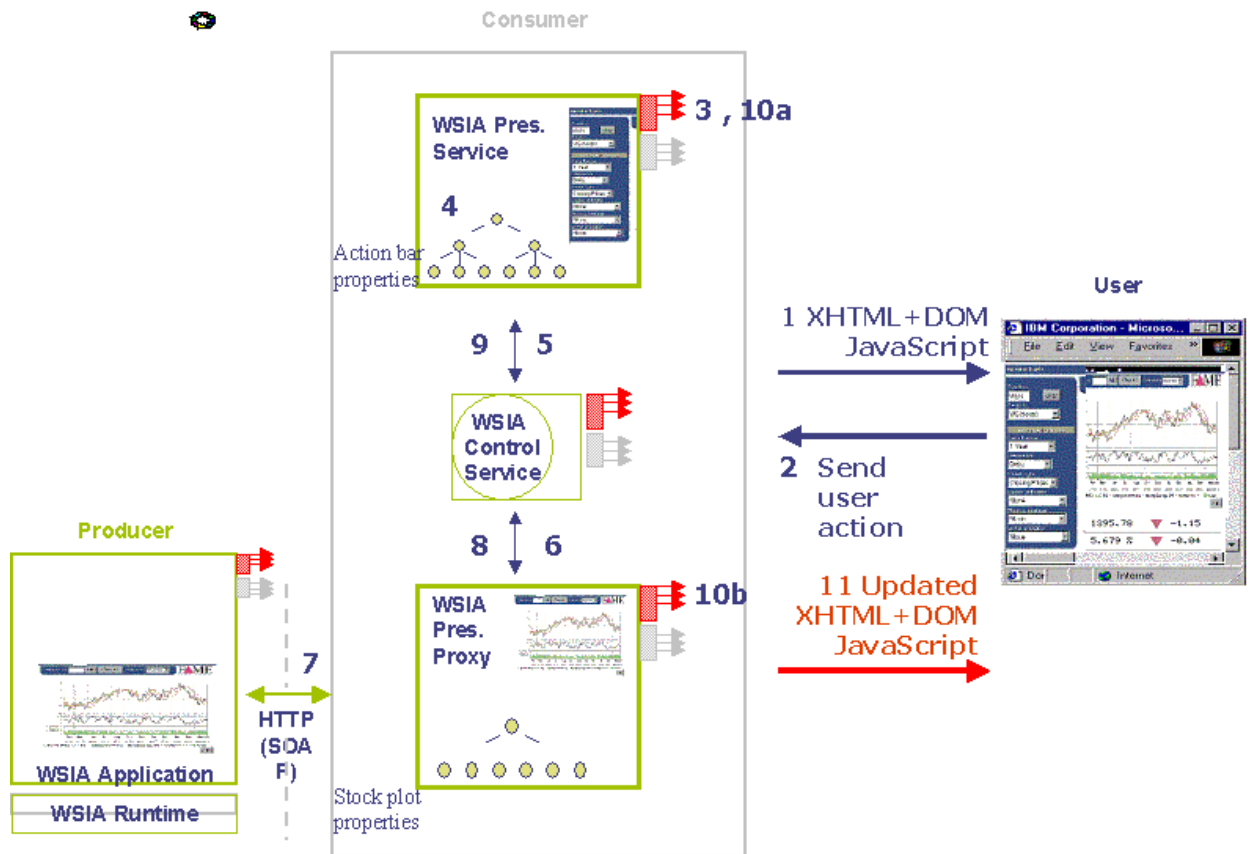 Consumer
WSIA Pres.
Service
3 , 10a
4
Action bar
properties
9
5
WSIA
Control
Service
8
6
WSIA
Pres.
Proxy
10b
Stock plot
properties
Producer
WSIA Application
WSIA Runtime
7
HTTP
(SOA
P)
User
1 XHTML+DOM
JavaScript
2 Send
user
action
11 Updated
XHTML+DOM
JavaScript
IBM Corporation - Microso...
File Edit View Favorites »
1395.78 -1.15
5.679 % -0.04
Internet